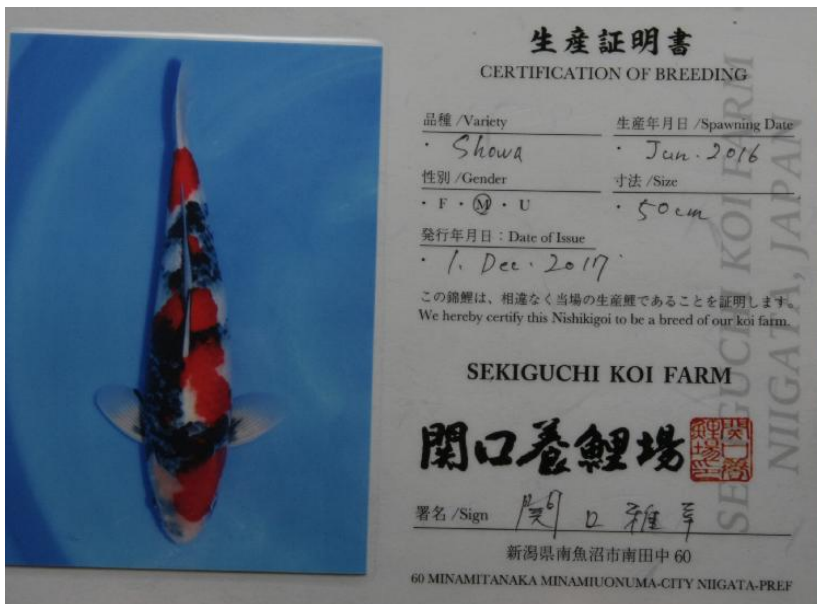 生産証明書
CERTIFICATION OF BREEDING
品種 /Variety
・ Showa
生産年月日 /Spawning Date
・ Jun. 2016
性別 /Gender
・ F ・ M ・ U
寸法 /Size
・ 50cm
発行年月日：Date of Issue
・ 1. Dec. 2017
この錦鯉は、相違なく当場の生産鯉であることを証明します。
We hereby certify this Nishikigoi to be a breed of our koi farm.
SEKIGUCHI KOI FARM
関口養鯉場
署名 /Sign 関口雅幸
新潟県南魚沼市南田中 60
60 MINAMITANAKA MINAMIUONUMA-CITY NIIGATA-PREF
SEKIGUCHI KOI FARM
NIIGATA, JAPAN